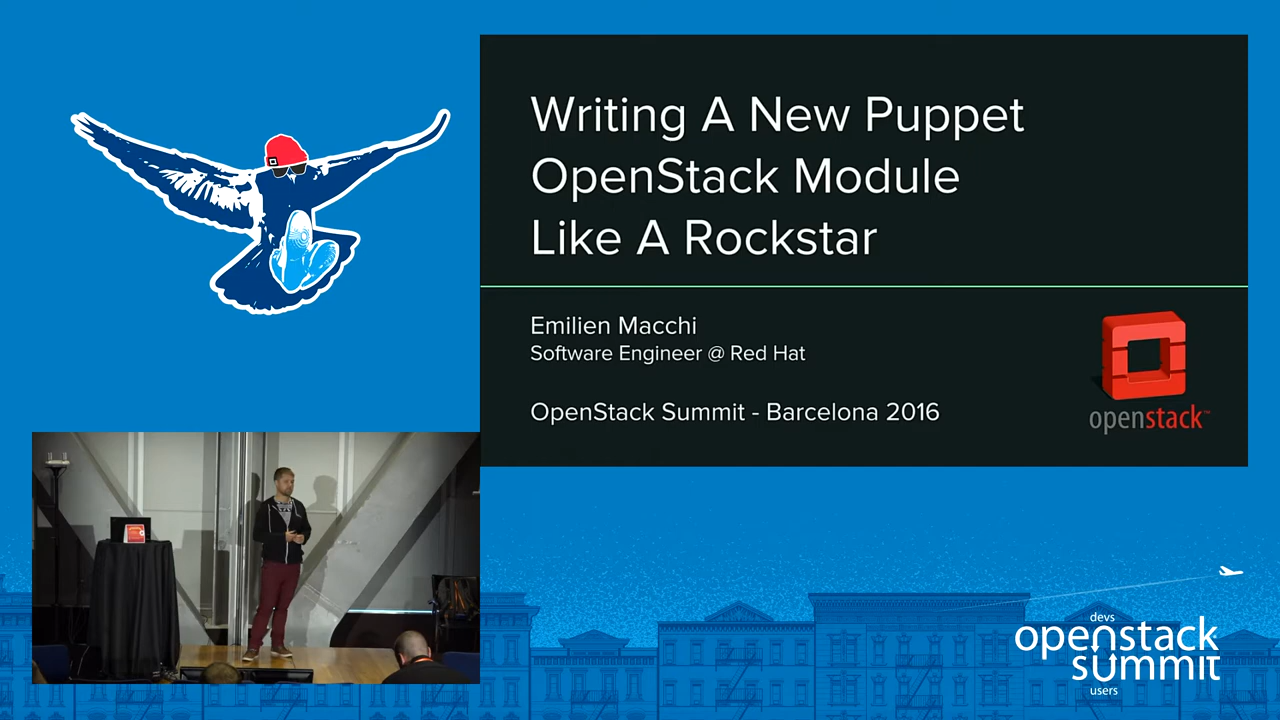 Writing A New Puppet
OpenStack Module
Like A Rockstar
Emilien Macchi
Software Engineer @ Red Hat
OpenStack Summit - Barcelona 2016
openstack™
devs
openstack
summit
users